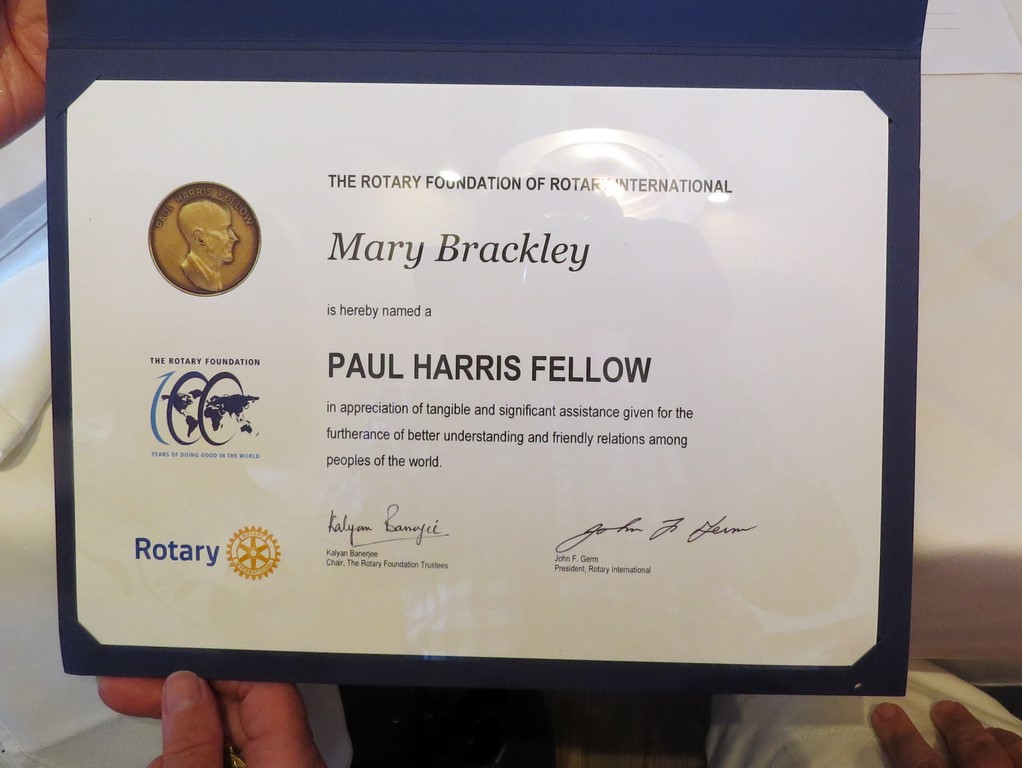 PAUL HARRIS FELLOW
THE ROTARY FOUNDATION OF ROTARY INTERNATIONAL
Mary Brackley
is hereby named a
THE ROTARY FOUNDATION
100
YEARS OF DOING GOOD IN THE WORLD
PAUL HARRIS FELLOW
in appreciation of tangible and significant assistance given for the
furtherance of better understanding and friendly relations among
peoples of the world.
Rotary
Kalyan Banerjee
Kalyan Banerjee
Chair, The Rotary Foundation Trustees
John F. Germ
John F. Germ
President, Rotary International